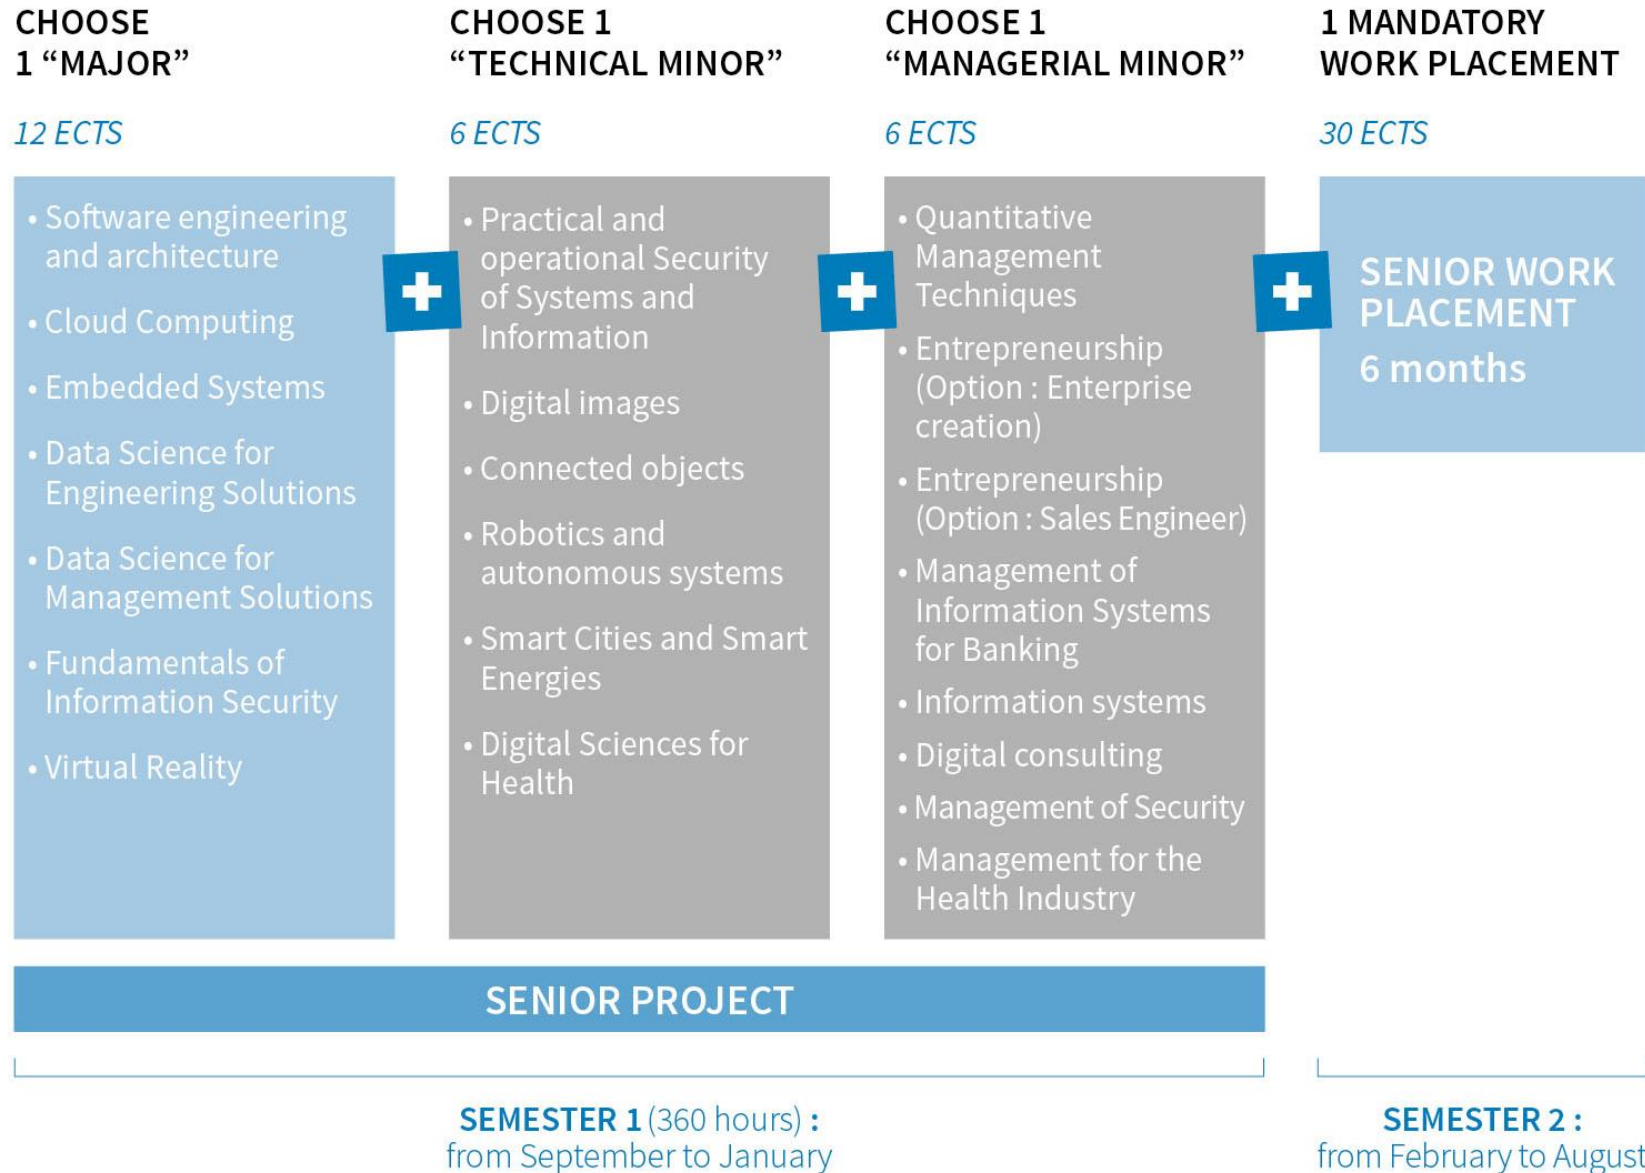 CHOOSE
1 “MAJOR”
12 ECTS
• Software engineering
and architecture
• Cloud Computing
• Embedded Systems
• Data Science for
Engineering Solutions
• Data Science for
Management Solutions
• Fundamentals of
Information Security
• Virtual Reality
CHOOSE 1
“TECHNICAL MINOR”
6 ECTS
• Practical and
operational Security
of Systems and
Information
• Digital images
• Connected objects
• Robotics and
autonomous systems
• Smart Cities and Smart
Energies
• Digital Sciences for
Health
CHOOSE 1
“MANAGERIAL MINOR”
6 ECTS
• Quantitative
Management
Techniques
• Entrepreneurship
(Option : Enterprise
creation)
• Entrepreneurship
(Option : Sales Engineer)
• Management of
Information Systems
for Banking
• Information systems
• Digital consulting
• Management of Security
• Management for the
Health Industry
1 MANDATORY
WORK PLACEMENT
30 ECTS
SENIOR WORK
PLACEMENT
6 months
SENIOR PROJECT
SEMESTER 1 (360 hours) :
from September to January
SEMESTER 2 :
from February to August